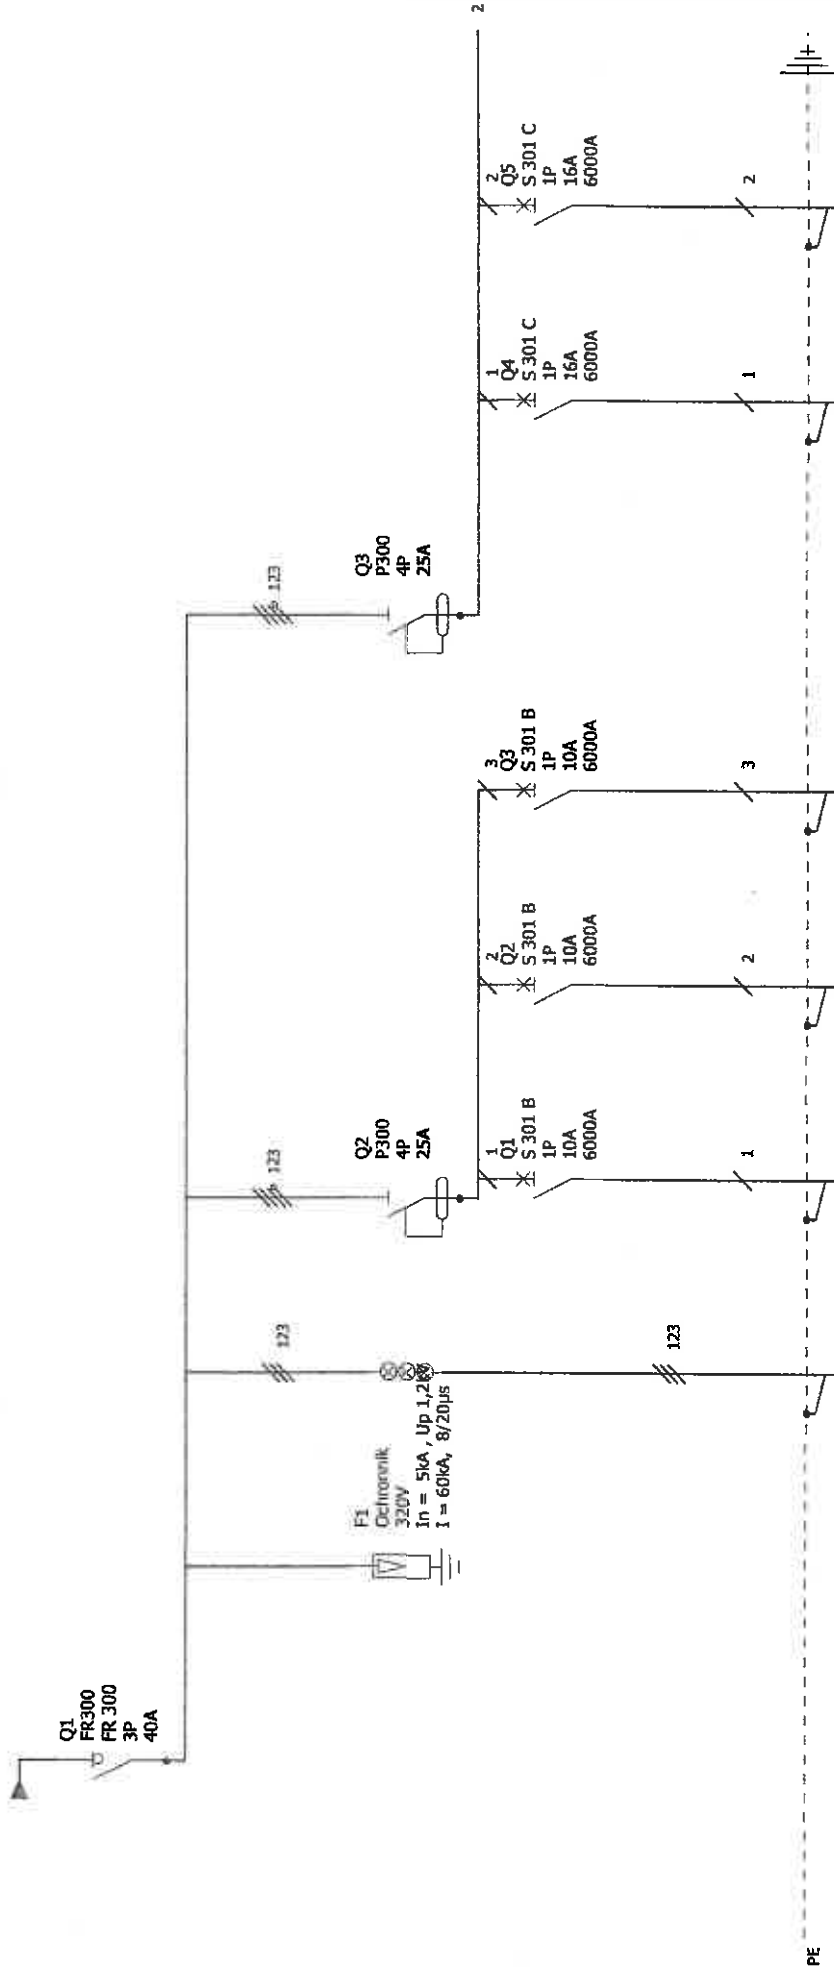 Q1
FR300
FR 300
3P
40A
F1
Ochronnik
320V
In = 5kA , Up 1,2kV
I = 60kA, 8/20µs
123
123
123
Q2
P300
4P
25A
1
Q1
S 301 B
1P
10A
6000A
1
2
Q2
S 301 B
1P
10A
6000A
2
3
Q3
S 301 B
1P
10A
6000A
3
123
Q3
P300
4P
25A
1
Q4
S 301 C
1P
16A
6000A
1
2
Q5
S 301 C
1P
16A
6000A
2
2
PE